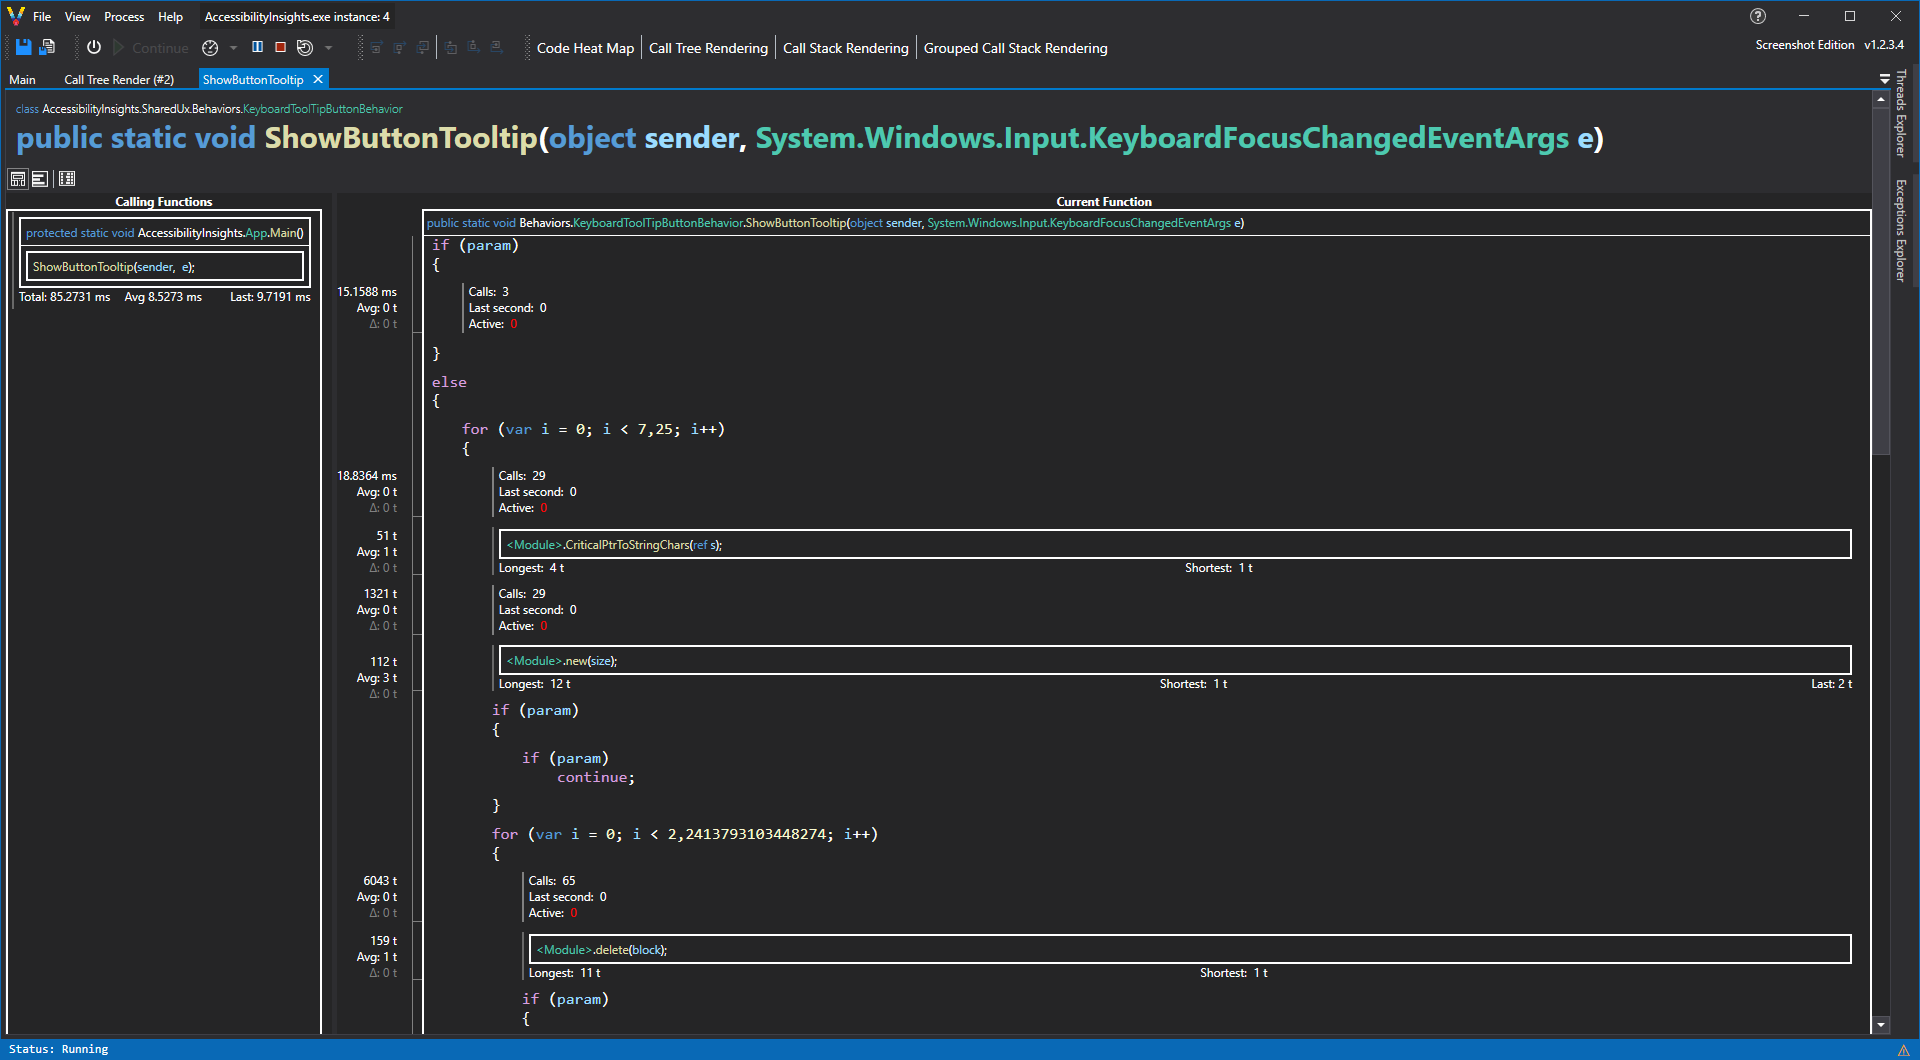 File View Process Help AccessibilityInsights.exe instance: 4
Continue Code Heat Map Call Tree Rendering Call Stack Rendering Grouped Call Stack Rendering Screenshot Edition v1.2.3.4
Main Call Tree Render (#2) ShowButtonTooltip
Threads Explorer
Exceptions Explorer
class AccessibilityInsights.SharedUx.Behaviors.KeyboardToolTipButtonBehavior
public static void ShowButtonTooltip(object sender, System.Windows.Input.KeyboardFocusChangedEventArgs e)
Calling Functions
protected static void AccessibilityInsights.App.Main()
ShowButtonTooltip(sender, e);
Total: 85.2731 ms Avg 8.5273 ms Last: 9.7191 ms
Current Function
public static void Behaviors.KeyboardToolTipButtonBehavior.ShowButtonTooltip(object sender, System.Windows.Input.KeyboardFocusChangedEventArgs e)
if (param)
{
15.1588 ms Calls: 3
Avg: 0 t Last second: 0
Δ: 0 t Active: 0
}
else
{
for (var i = 0; i < 7,25; i++)
{
18.8364 ms Calls: 29
Avg: 0 t Last second: 0
Δ: 0 t Active: 0
51 t
Avg: 1 t <Module>.CriticalPtrToStringChars(ref s);
Δ: 0 t Longest: 4 t Shortest: 1 t
1321 t Calls: 29
Avg: 0 t Last second: 0
Δ: 0 t Active: 0
112 t <Module>.new(size);
Avg: 3 t Longest: 12 t Shortest: 1 t Last: 2 t
Δ: 0 t
if (param)
{
if (param)
continue;
}
for (var i = 0; i < 2,2413793103448274; i++)
{
6043 t Calls: 65
Avg: 0 t Last second: 0
Δ: 0 t Active: 0
159 t
Avg: 1 t <Module>.delete(block);
Δ: 0 t Longest: 11 t Shortest: 1 t
if (param)
{
Status: Running